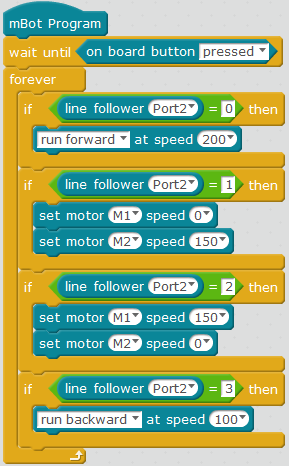 mBot Program
wait until on board button pressed
forever
if line follower Port2 = 0 then
run forward at speed 200
if line follower Port2 = 1 then
set motor M1 speed 0
set motor M2 speed 150
if line follower Port2 = 2 then
set motor M1 speed 150
set motor M2 speed 0
if line follower Port2 = 3 then
run backward at speed 100